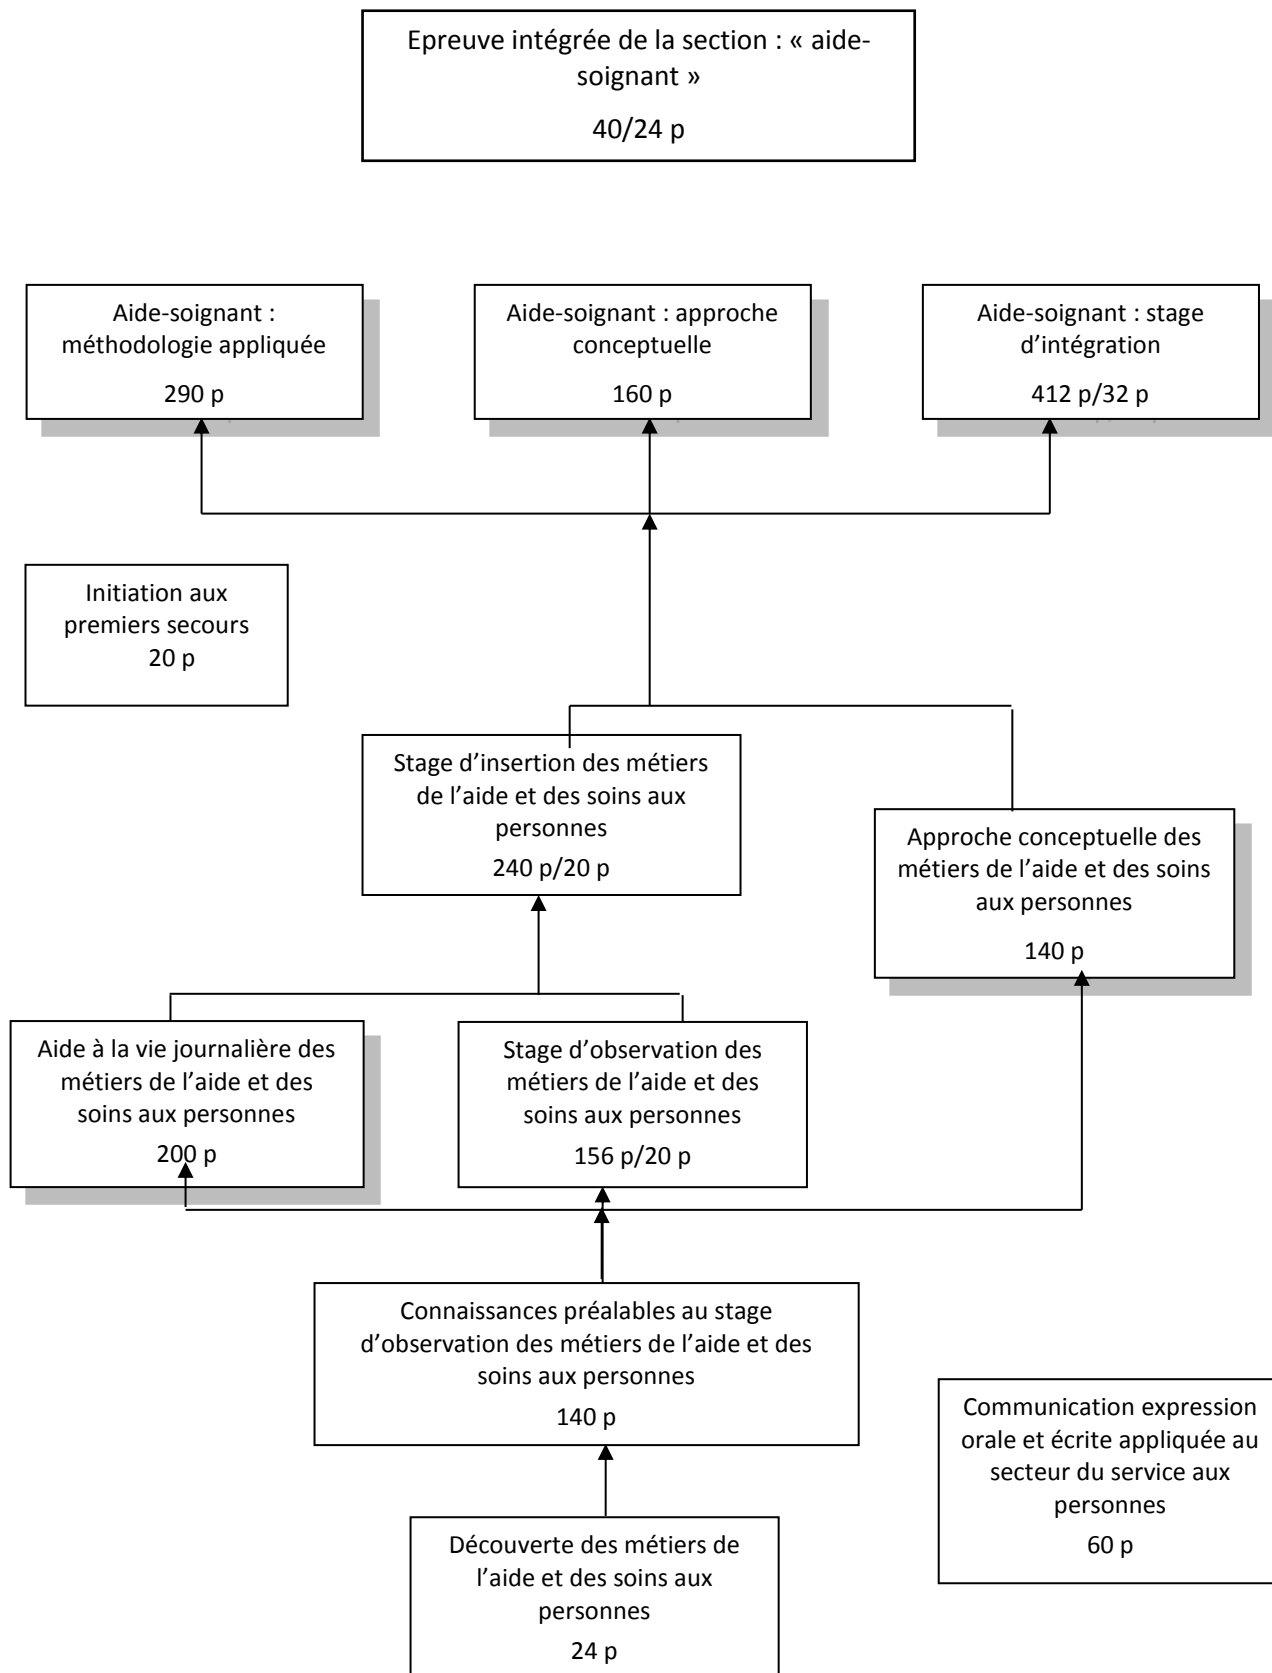 Epreuve intégrée de la section : « aide-
soignant »
40/24 p
Aide-soignant :
méthodologie appliquée
290 p
Aide-soignant : approche
conceptuelle
160 p
Aide-soignant : stage
d’intégration
412 p/32 p
Initiation aux
premiers secours
20 p
Stage d’insertion des métiers
de l’aide et des soins aux
personnes
240 p/20 p
Approche conceptuelle des
métiers de l’aide et des soins
aux personnes
140 p
Aide à la vie journalière des
métiers de l’aide et des
soins aux personnes
200 p
Stage d’observation des
métiers de l’aide et des
soins aux personnes
156 p/20 p
Connaissances préalables au stage
d’observation des métiers de l’aide et des
soins aux personnes
140 p
Communication expression
orale et écrite appliquée au
secteur du service aux
personnes
60 p
Découverte des métiers de
l’aide et des soins aux
personnes
24 p